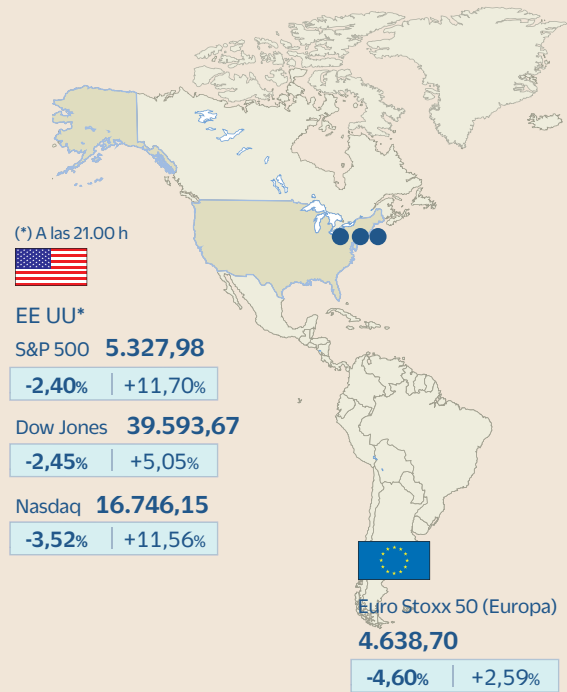 (*) A las 21.00 h
EE UU*
S&P 500 5.327,98
-2,40% +11,70%
Dow Jones 39.593,67
-2,45% +5,05%
Nasdaq 16.746,15
-3,52% +11,56%
Euro Stoxx 50 (Europa)
4.638,70
-4,60% +2,59%